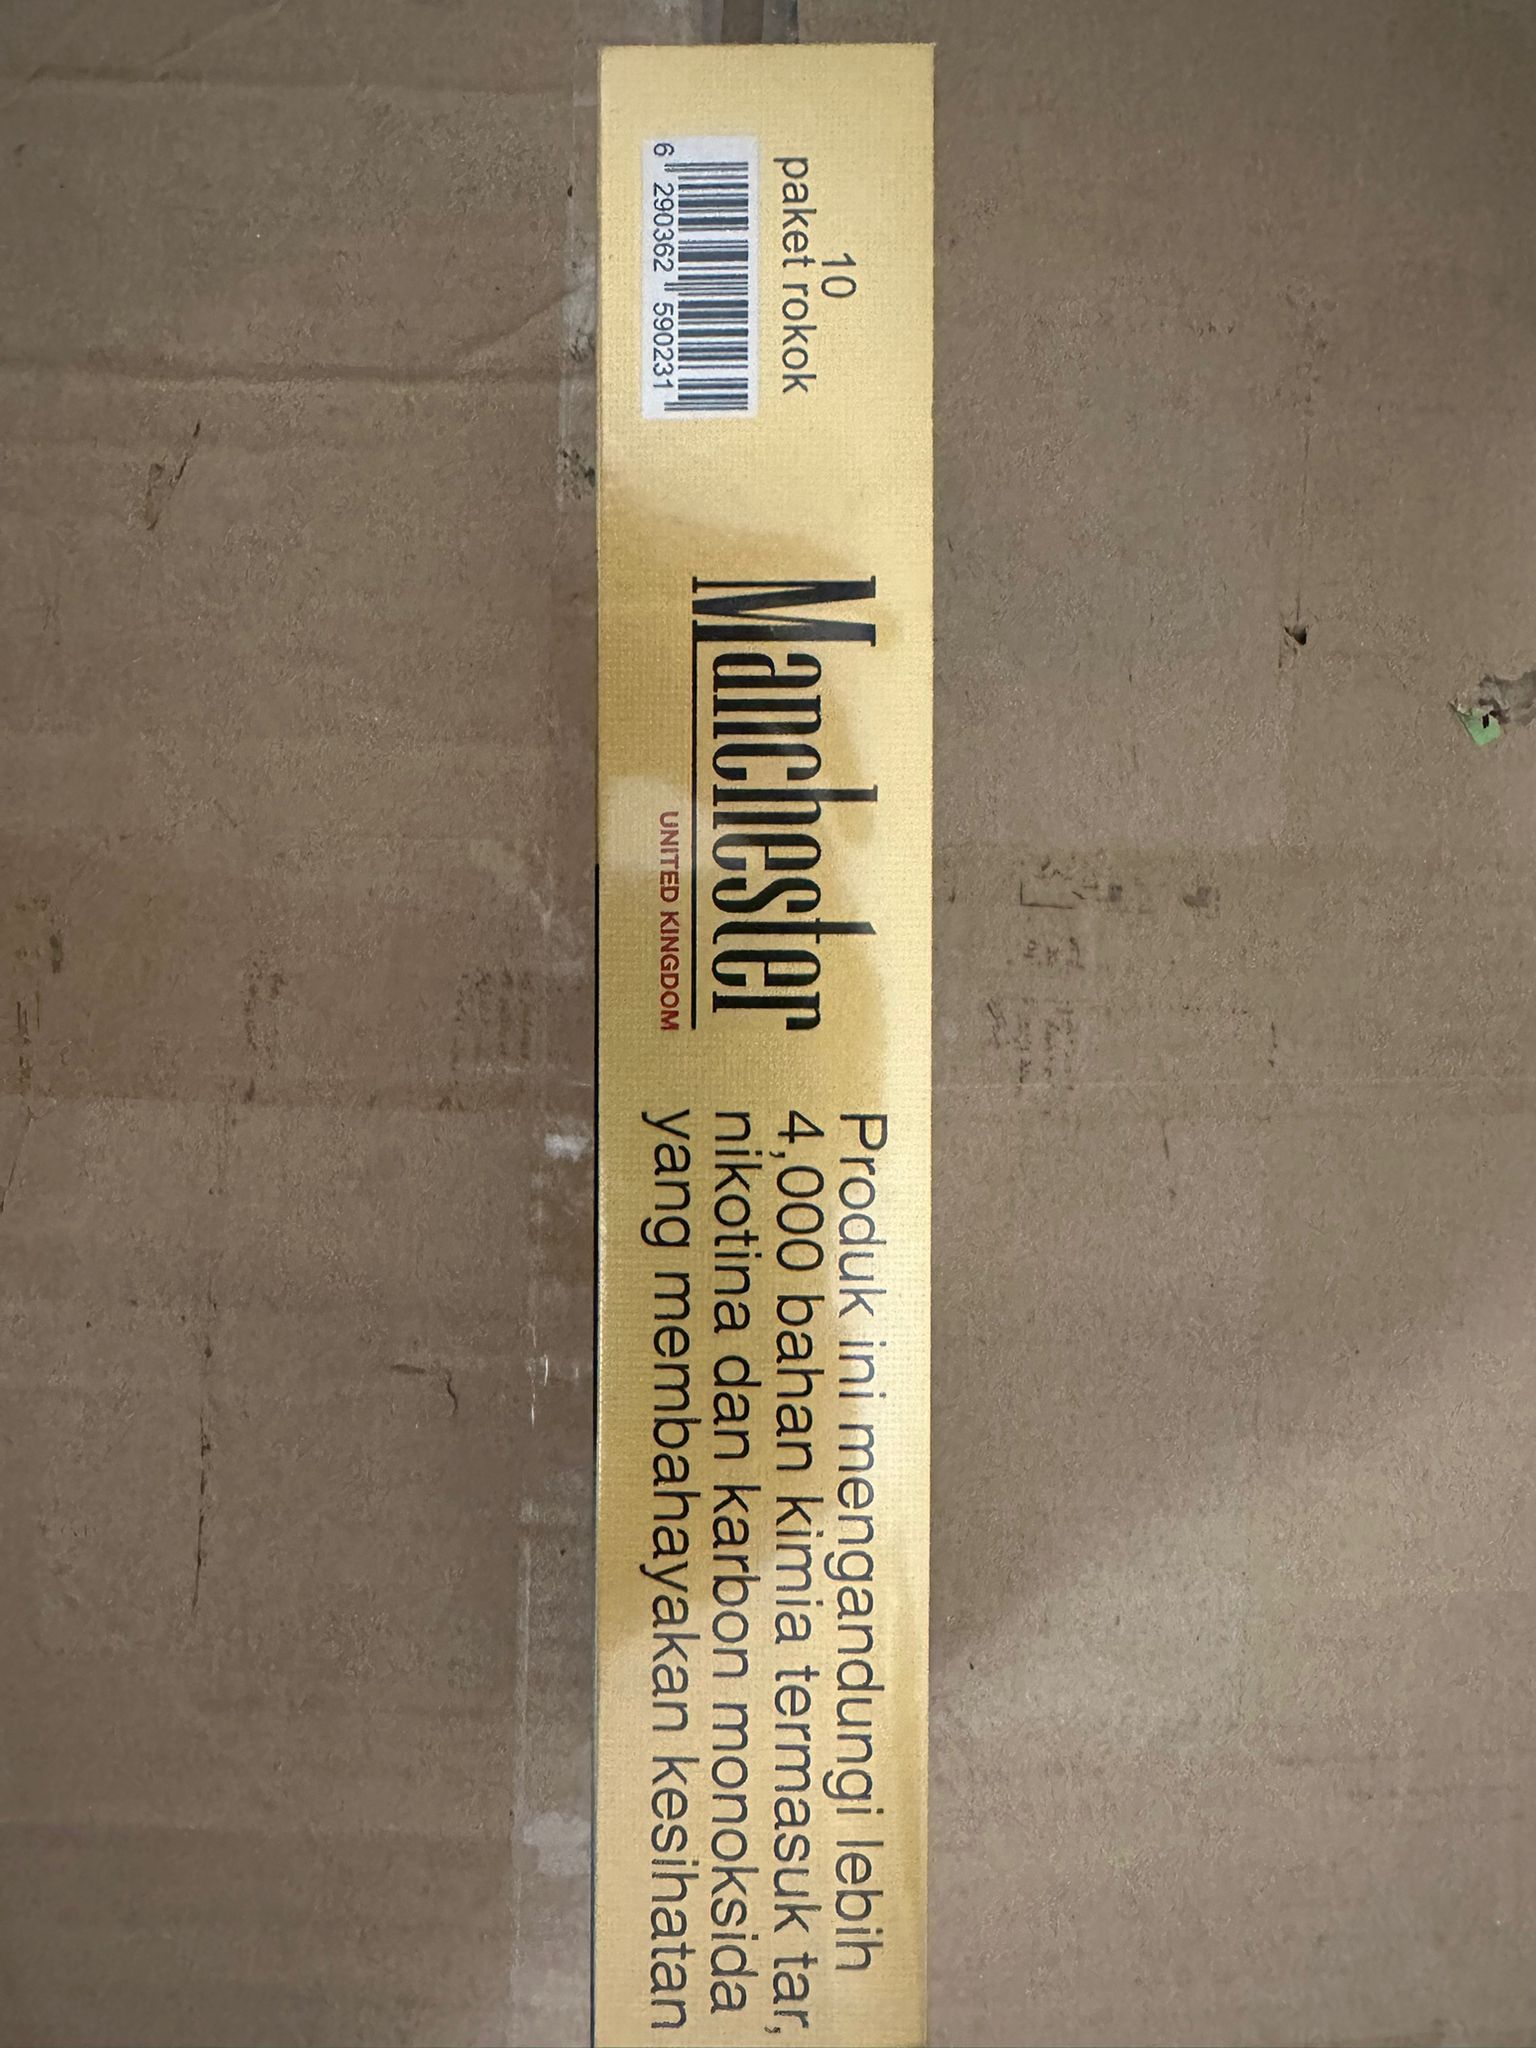 10
paket rokok
6 290362 590231
Manchester
UNITED KINGDOM
Produk ini mengandungi lebih
4,000 bahan kimia termasuk tar,
nikotina dan karbon monoksida
yang membahayakan kesihatan